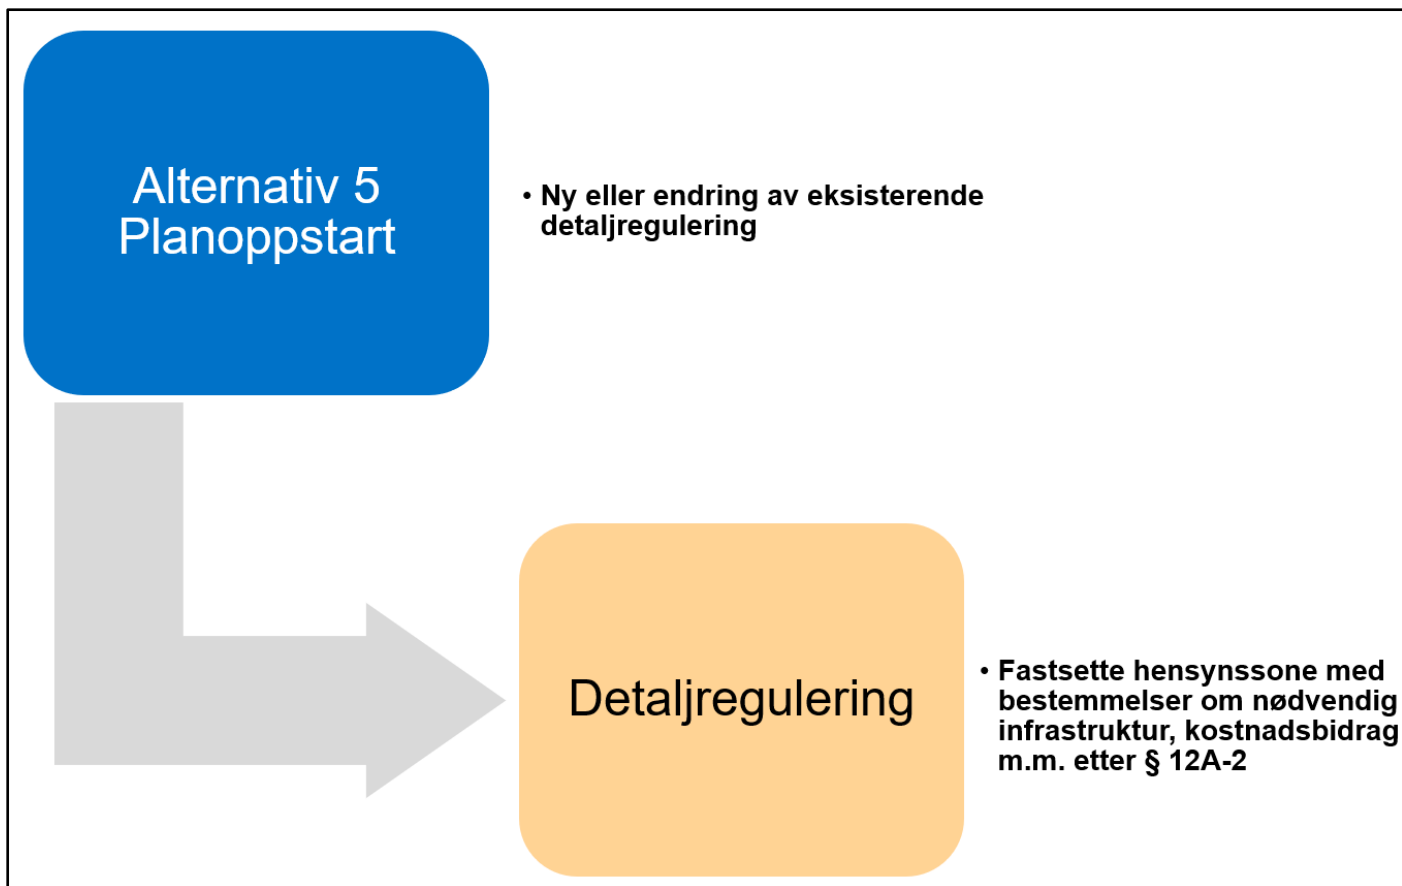 Alternativ 5
Planoppstart
• Ny eller endring av eksisterende
detaljregulering
Detaljregulering
• Fastsette hensynssone med
bestemmelser om nødvendig
infrastruktur, kostnadsbidrag
m.m. etter § 12A-2